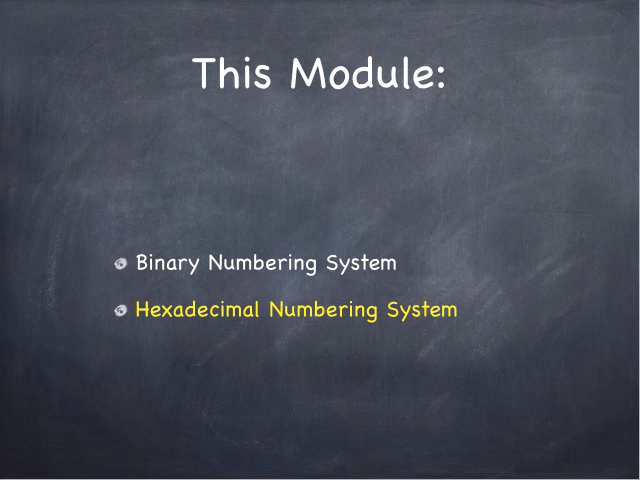 This Module:
Binary Numbering System
Hexadecimal Numbering System